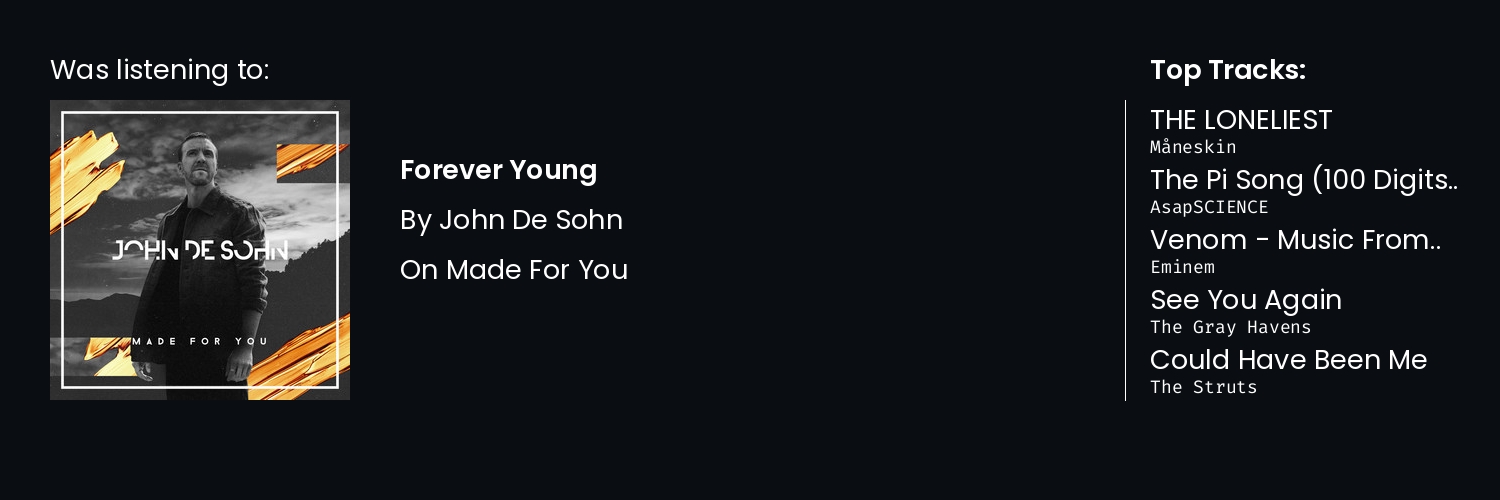 Was listening to:
JOHN DE SOHN
MADE FOR YOU
Forever Young
By John De Sohn
On Made For You
Top Tracks:
THE LONELIEST
Måneskin
The Pi Song (100 Digits..
AsapSCIENCE
Venom - Music From..
Eminem
See You Again
The Gray Havens
Could Have Been Me
The Struts